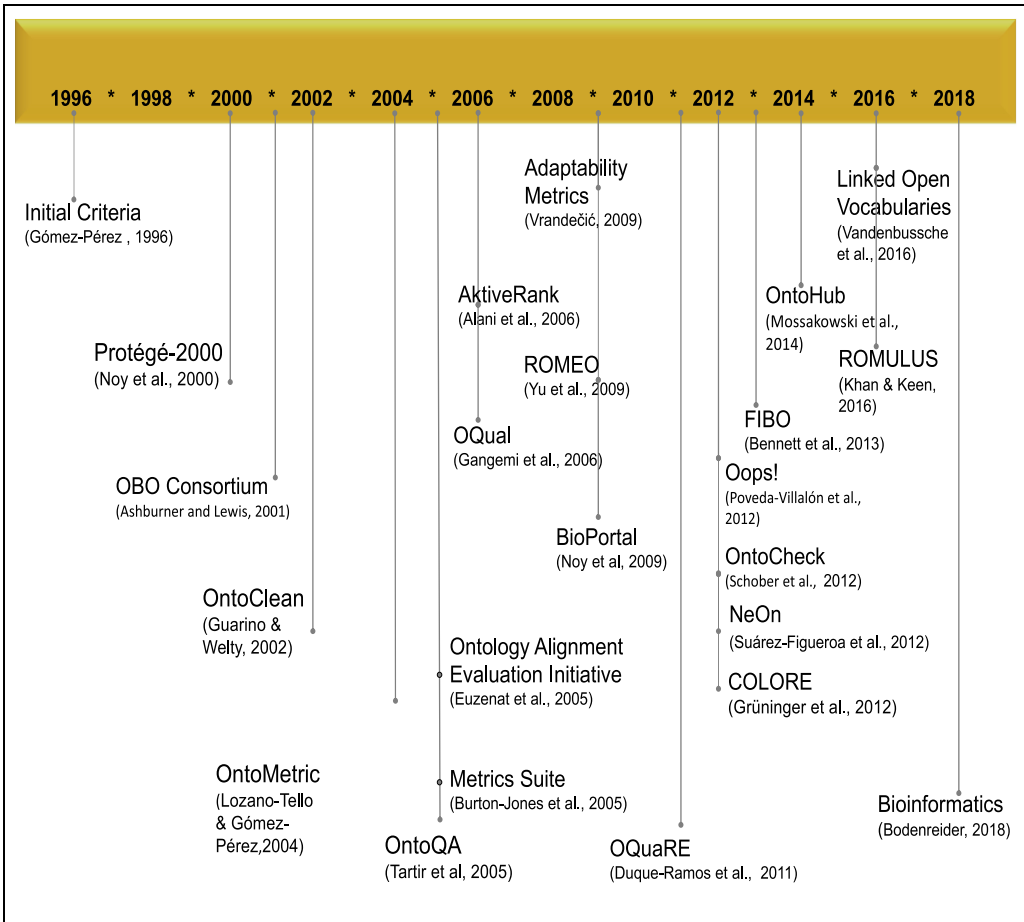 1996 * 1998 * 2000 * 2002 * 2004 * 2006 * 2008 * 2010 * 2012 * 2014 * 2016 * 2018
Initial Criteria
(Gómez-Pérez , 1996)
Protégé-2000
(Noy et al., 2000)
OBO Consortium
(Ashburner and Lewis, 2001)
OntoClean
(Guarino &
Welty, 2002)
OntoMetric
(Lozano-Tello
& Gómez-
Pérez,2004)
Ontology Alignment
Evaluation Initiative
(Euzenat et al., 2005)
Metrics Suite
(Burton-Jones et al., 2005)
OntoQA
(Tartir et al, 2005)
AktiveRank
(Alani et al., 2006)
OQual
(Gangemi et al., 2006)
Adaptability
Metrics
(Vrandečić, 2009)
ROMEO
(Yu et al., 2009)
BioPortal
(Noy et al, 2009)
OQuaRE
(Duque-Ramos et al., 2011)
Oops!
(Poveda-Villalón et al.,
2012)
OntoCheck
(Schober et al., 2012)
NeOn
(Suárez-Figueroa et al., 2012)
COLORE
(Grüninger et al., 2012)
FIBO
(Bennett et al., 2013)
OntoHub
(Mossakowski et al.,
2014)
Linked Open
Vocabularies
(Vandenbussche
et al., 2016)
ROMULUS
(Khan & Keen,
2016)
Bioinformatics
(Bodenreider, 2018)